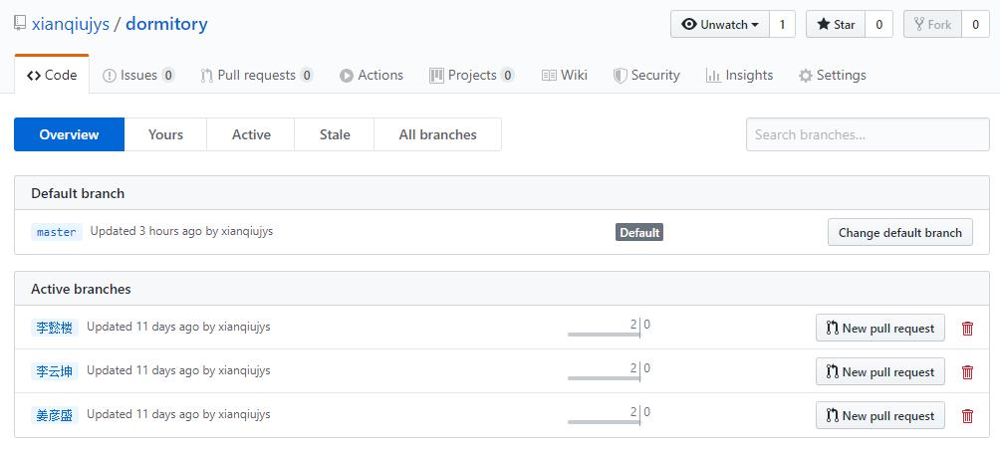 xianqiujys / dormitory
Unwatch 1 Star 0 Fork 0
Code Issues 0 Pull requests 0 Actions Projects 0 Wiki Security Insights Settings
Overview Yours Active Stale All branches Search branches...
Default branch
master Updated 3 hours ago by xianqiujys Default Change default branch
Active branches
李懿楼 Updated 11 days ago by xianqiujys 2 0 New pull request
李云坤 Updated 11 days ago by xianqiujys 2 0 New pull request
姜彦盛 Updated 11 days ago by xianqiujys 2 0 New pull request